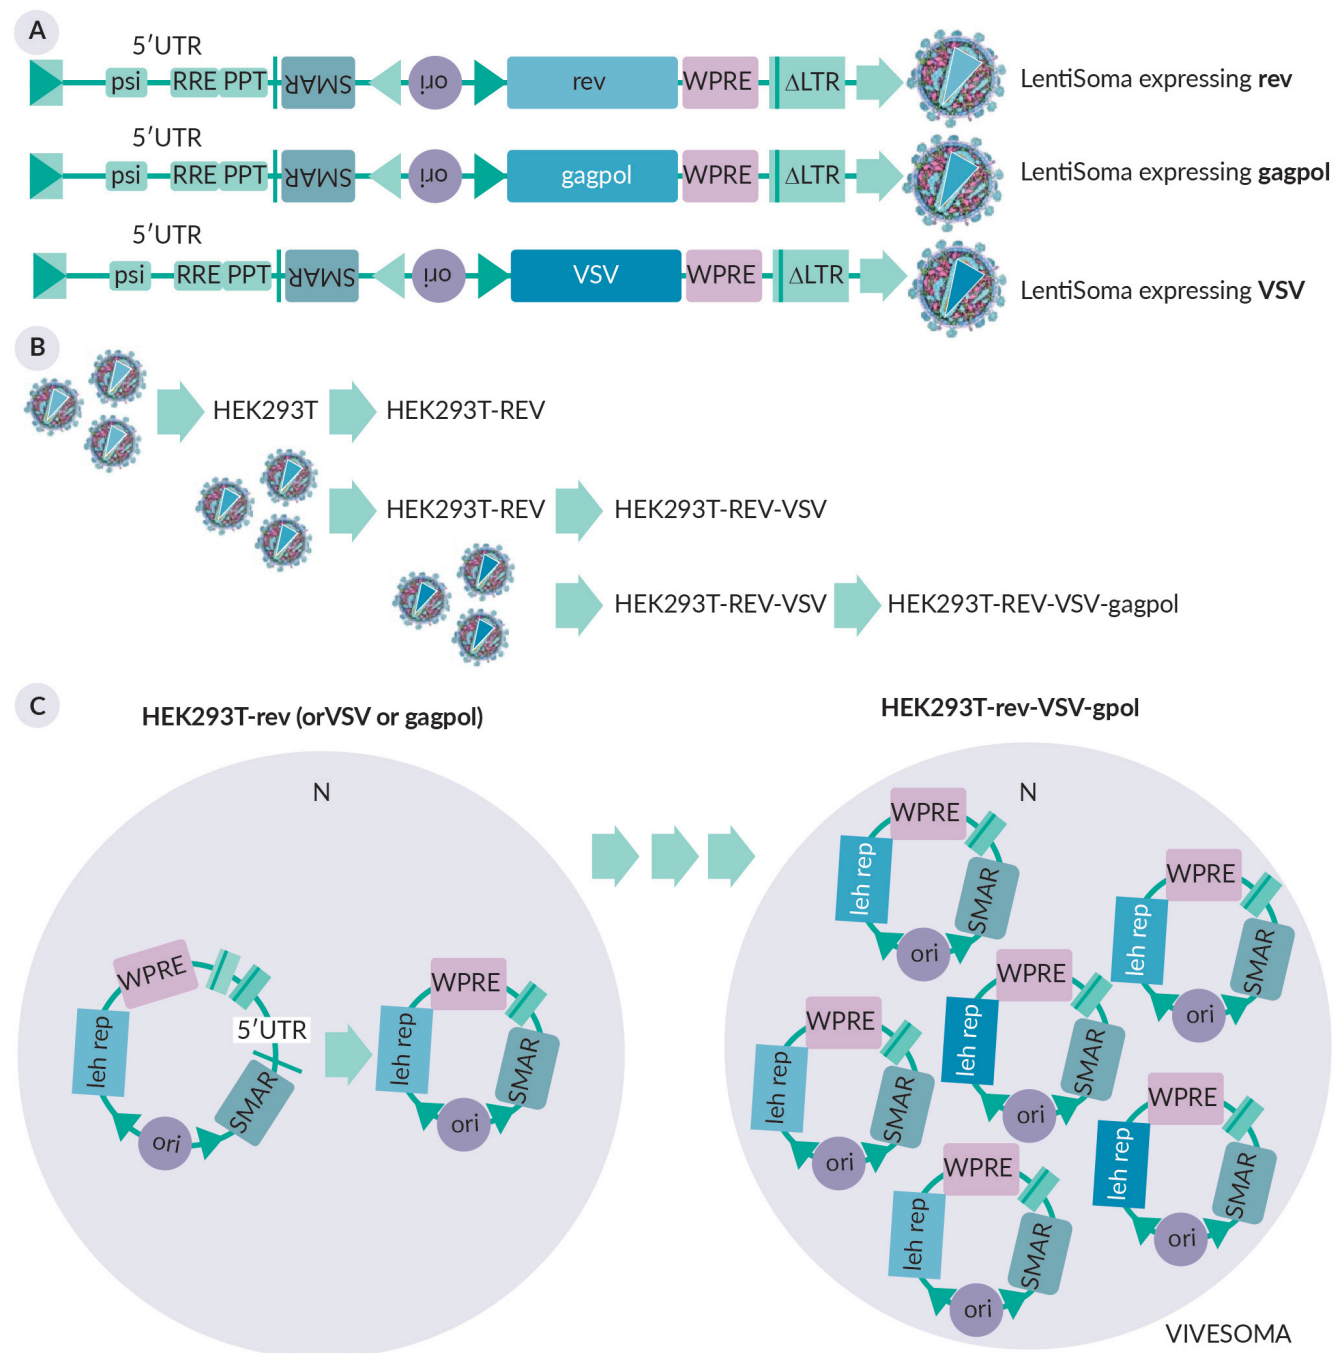 A
5′UTR
psi RRE PPT SMAR ori rev WPRE ΔLTR LentiSoma expressing rev
5′UTR
psi RRE PPT SMAR ori gagpol WPRE ΔLTR LentiSoma expressing gagpol
5′UTR
psi RRE PPT SMAR ori VSV WPRE ΔLTR LentiSoma expressing VSV
B
HEK293T HEK293T-REV
HEK293T-REV HEK293T-REV-VSV
HEK293T-REV-VSV HEK293T-REV-VSV-gagpol
C
HEK293T-rev (orVSV or gagpol)
HEK293T-rev-VSV-gpol
N
WPRE
leh rep
5′UTR
SMAR
ori
WPRE
leh rep
SMAR
ori
N
WPRE
leh rep
SMAR
ori
WPRE
leh rep
SMAR
ori
WPRE
leh rep
SMAR
ori
WPRE
leh rep
SMAR
ori
WPRE
leh rep
SMAR
ori
WPRE
leh rep
SMAR
ori
VIVESOMA